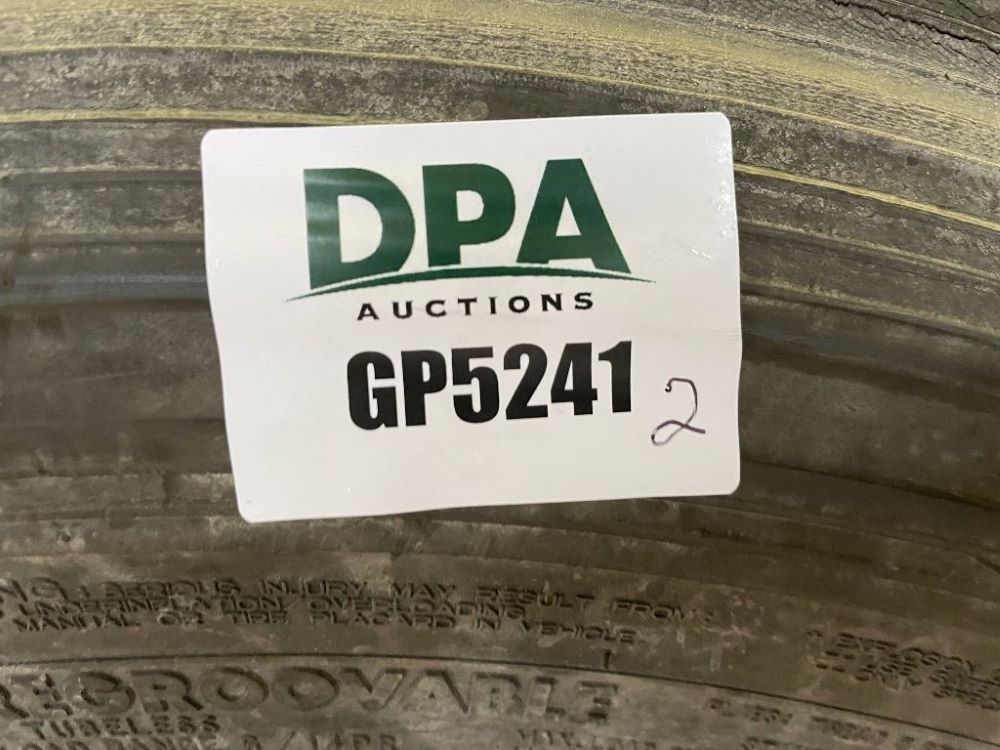 DPA
AUCTIONS
GP5241 2
SERIOUS INJURY MAY RESULT FROM:
UNDERINFLATION/OVERLOADING
MANUAL OR TIRE PLACARD IN VEHICLE
EXPLOSION
REGROOVABLE
TUBELESS